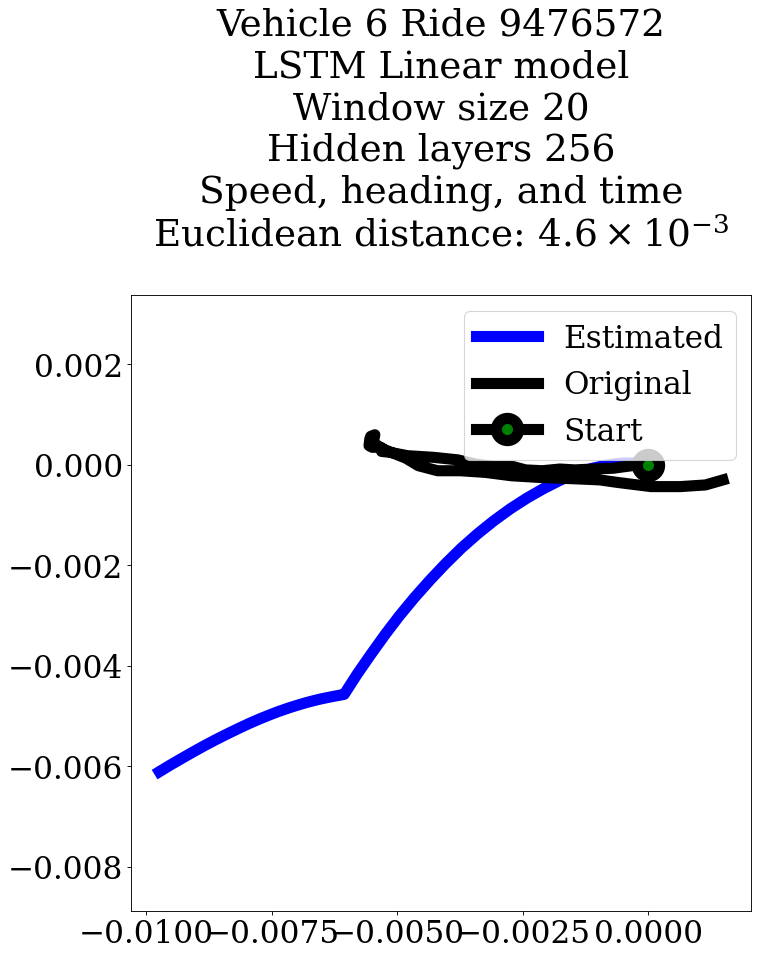 Vehicle 6 Ride 9476572
LSTM Linear model
Window size 20
Hidden layers 256
Speed, heading, and time
Euclidean distance: 4.6 × 10⁻³
Estimated
Original
Start
0.002
0.000
−0.002
−0.004
−0.006
−0.008
−0.0100 −0.0075 −0.0050 −0.0025 0.0000